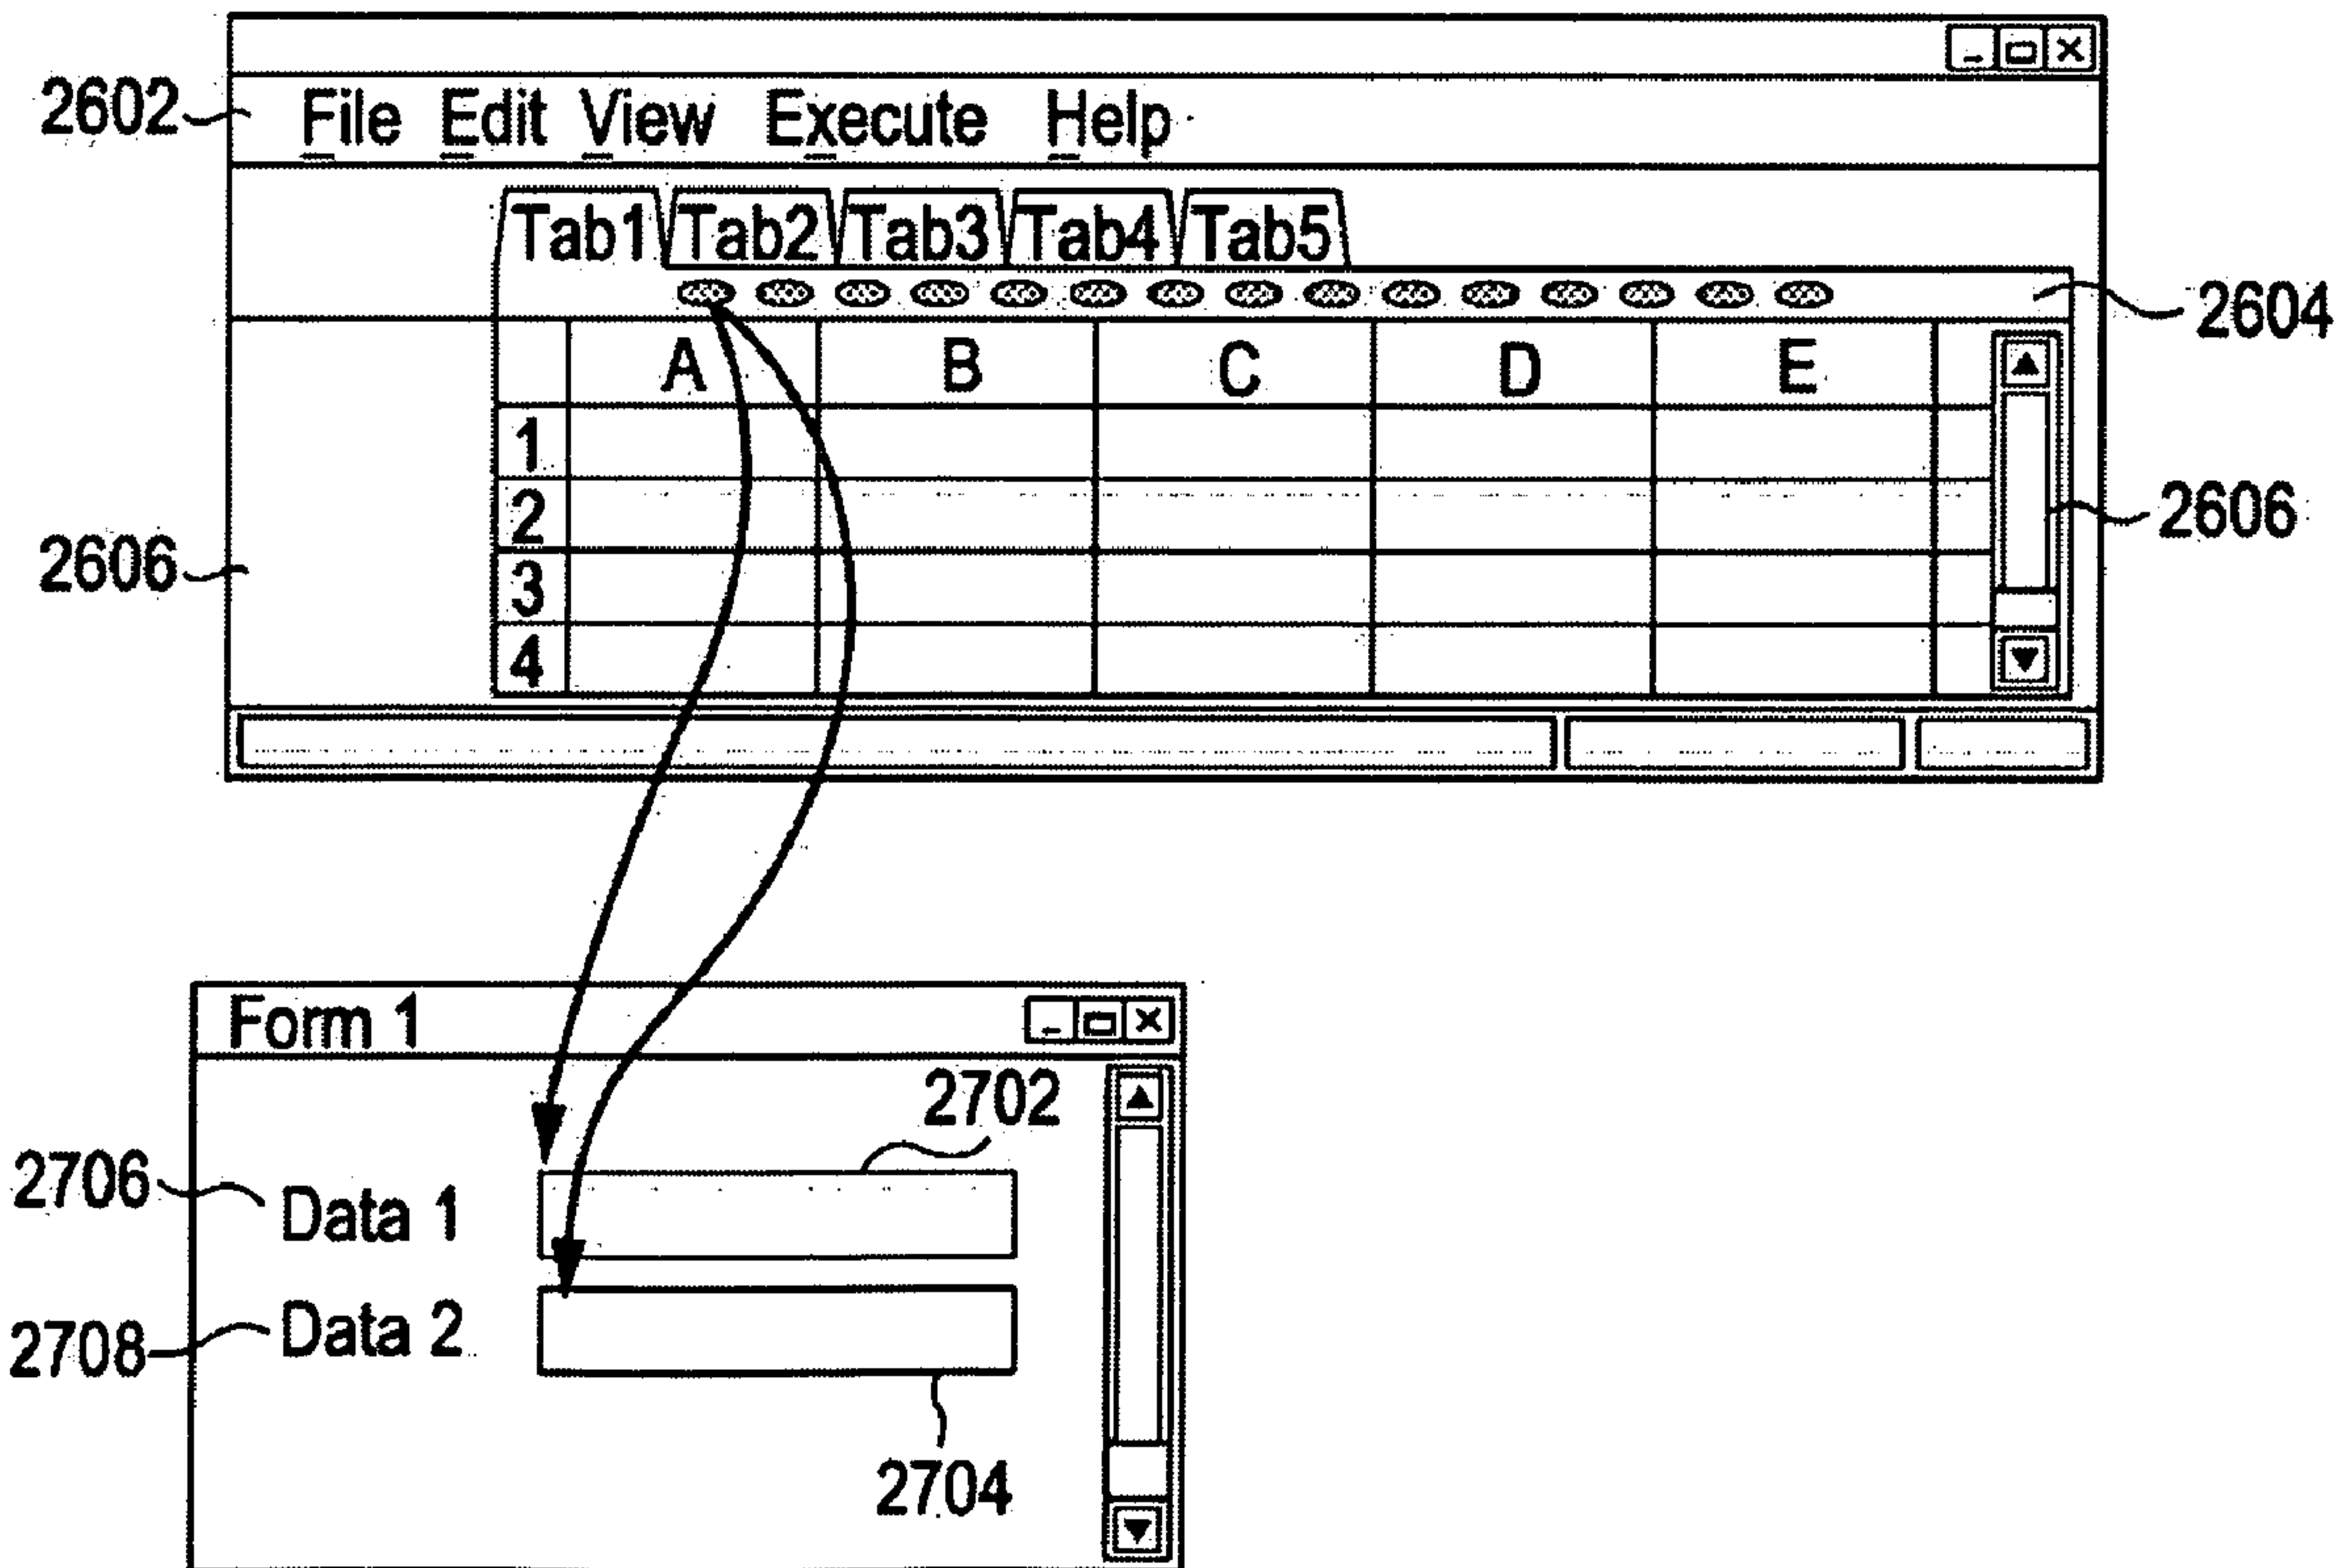 2602 File Edit View Execute Help
Tab1 Tab2 Tab3 Tab4 Tab5
2604
A B C D E
1
2
2606
3
2606
4
Form 1
2702
2706 Data 1
2708 Data 2
2704